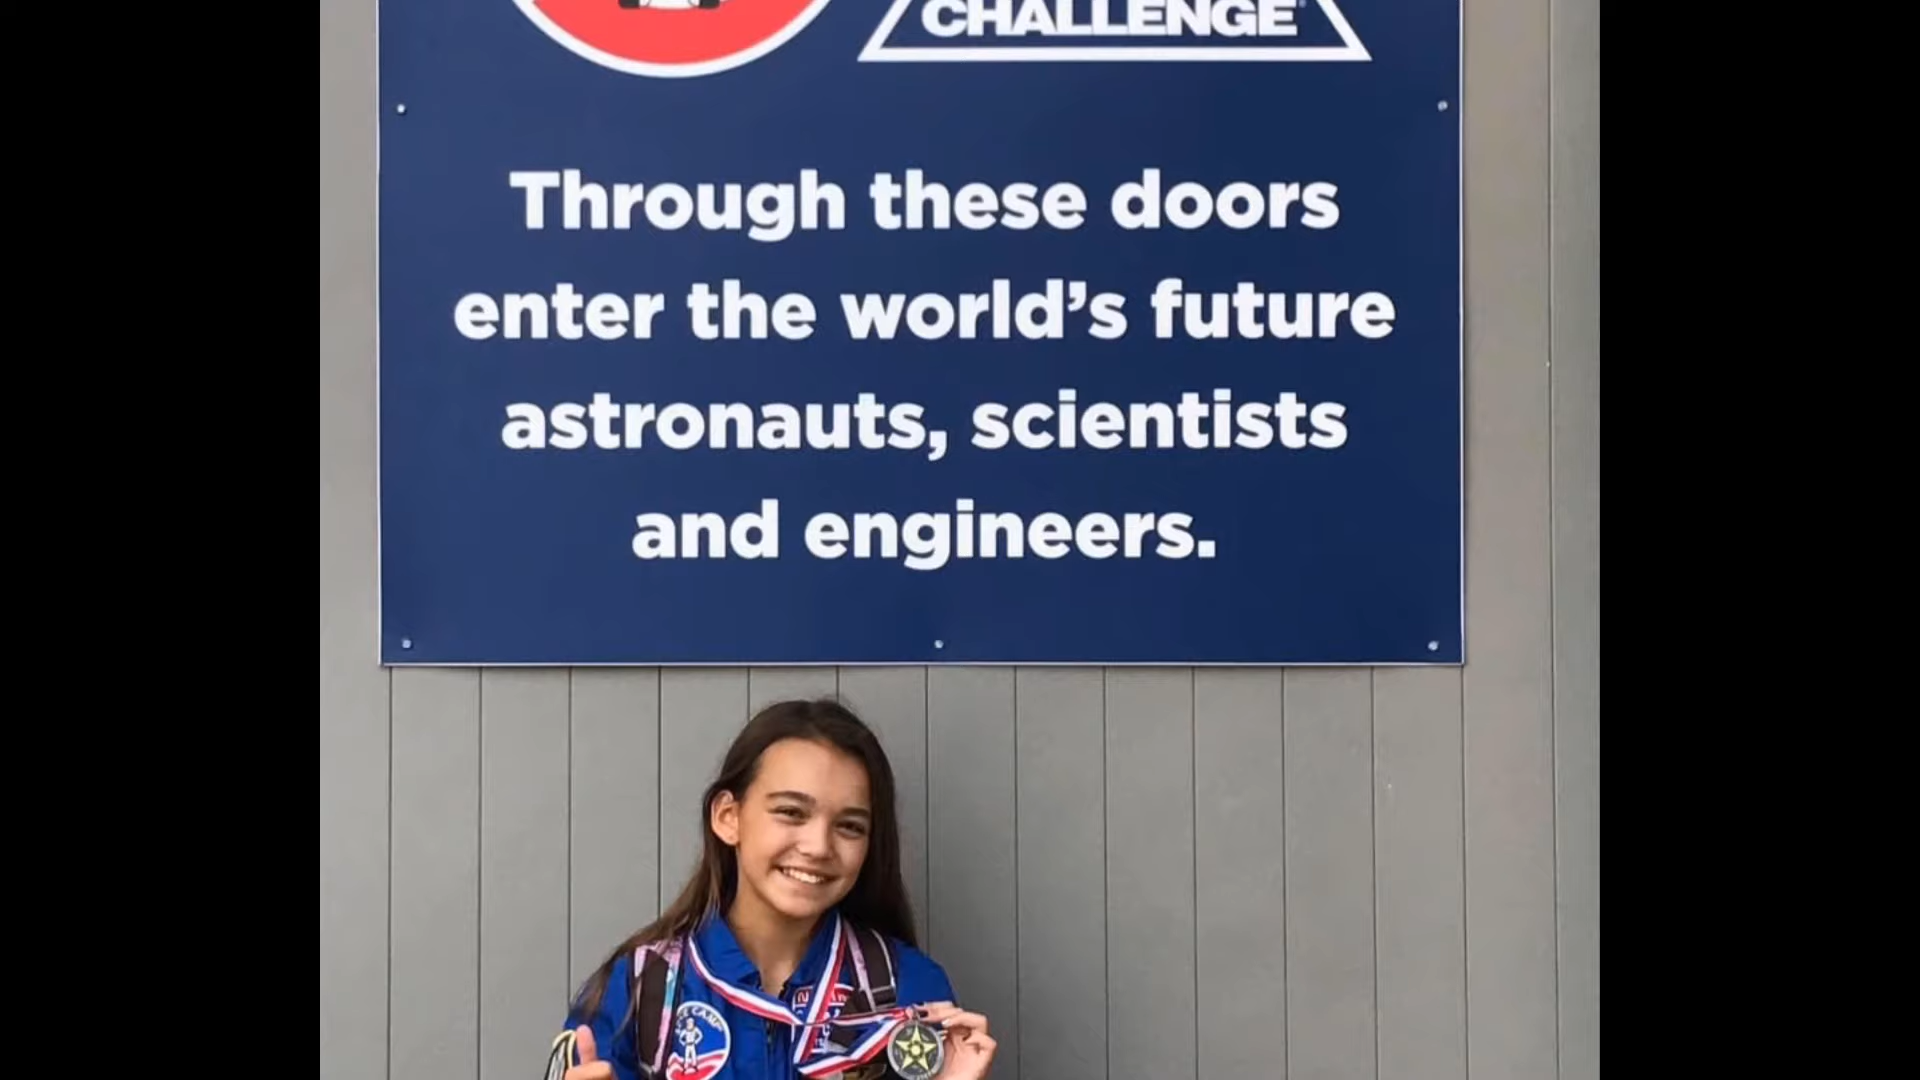 CHALLENGE
Through these doors
enter the world's future
astronauts, scientists
and engineers.